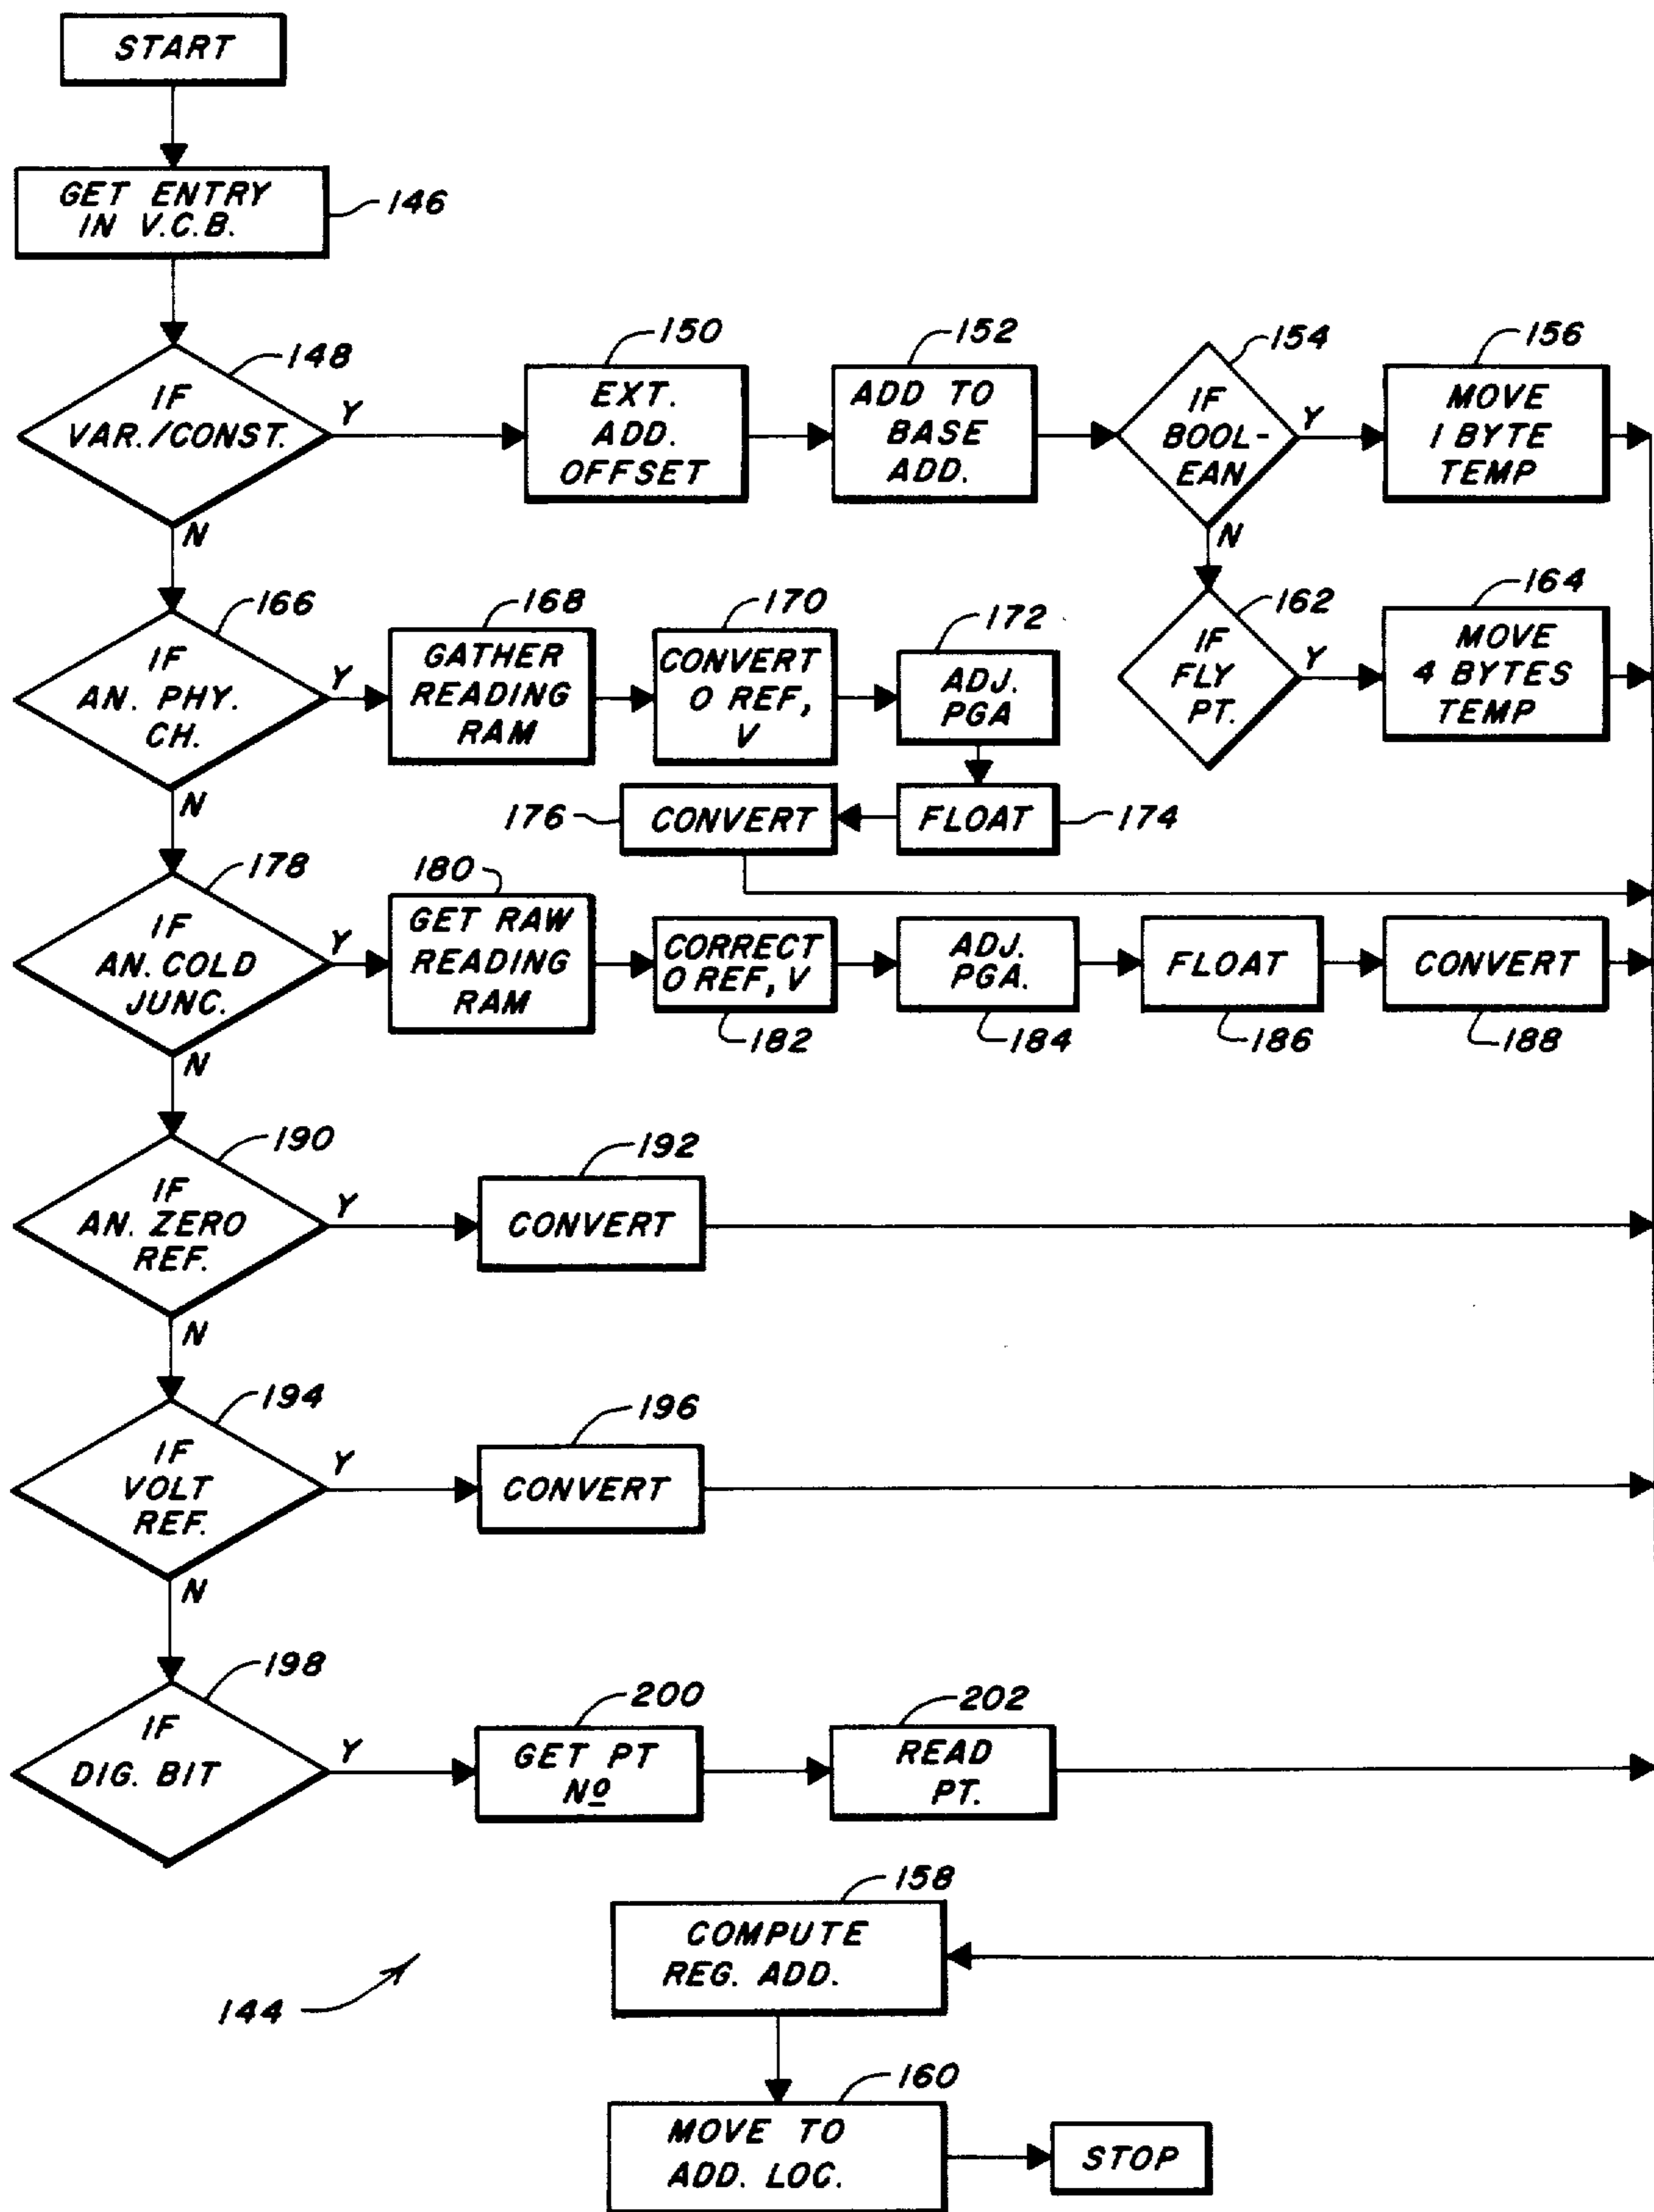 START
GET ENTRY
IN V.C.B.
146
148
IF
VAR./CONST.
Y
N
150
EXT.
ADD.
OFFSET
152
ADD TO
BASE
ADD.
154
IF
BOOL-
EAN
Y
N
156
MOVE
1 BYTE
TEMP
166
IF
AN. PHY.
CH.
Y
N
168
GATHER
READING
RAM
170
CONVERT
O REF,
V
172
ADJ.
PGA
162
IF
FLY
PT.
Y
164
MOVE
4 BYTES
TEMP
176
CONVERT
FLOAT
174
178
IF
AN. COLD
JUNC.
Y
N
180
GET RAW
READING
RAM
CORRECT
O REF, V
182
ADJ.
PGA.
184
FLOAT
186
CONVERT
188
190
IF
AN. ZERO
REF.
Y
N
192
CONVERT
194
IF
VOLT
REF.
Y
N
196
CONVERT
198
IF
DIG. BIT
Y
200
GET PT
Nº
202
READ
PT.
158
COMPUTE
REG. ADD.
144
160
MOVE TO
ADD. LOC.
STOP